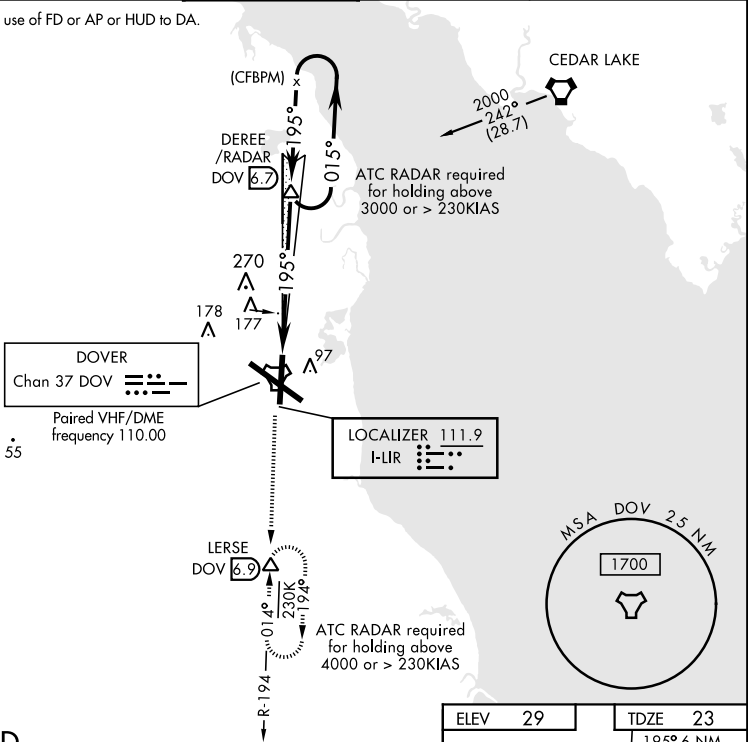 use of FD or AP or HUD to DA.
CEDAR LAKE
(CFBPM) x
2000
242°
(28.7)
195°
015°
DEREE
/RADAR
DOV 6.7
ATC RADAR required
for holding above
3000 or > 230KIAS
195°
270
178
177
97
DOVER
Chan 37 DOV
Paired VHF/DME
frequency 110.00
55
LOCALIZER 111.9
I-LIR
LERSE
DOV 6.9
014°
230K
194°
ATC RADAR required
for holding above
4000 or > 230KIAS
R-194
MSA DOV 25 NM
1700
ELEV 29
TDZE 23
195° 6 NM